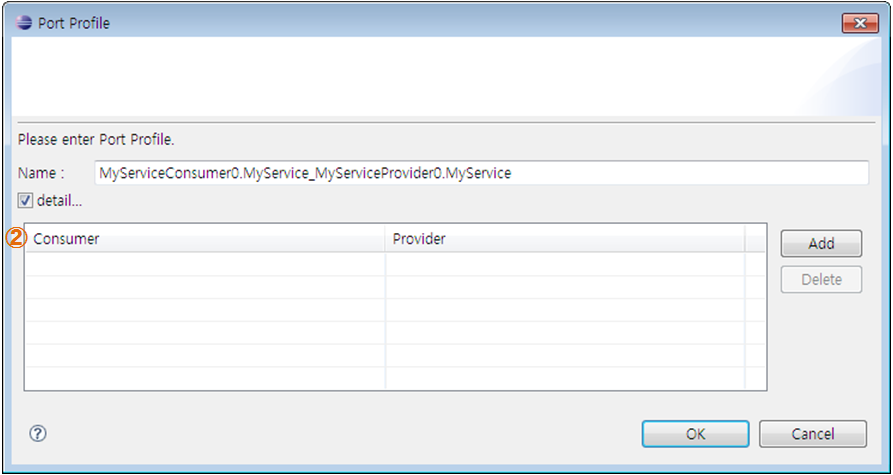 Port Profile
Please enter Port Profile.
Name : MyServiceConsumer0.MyService_MyServiceProvider0.MyService
detail...
② Consumer Provider
Add
Delete
OK Cancel